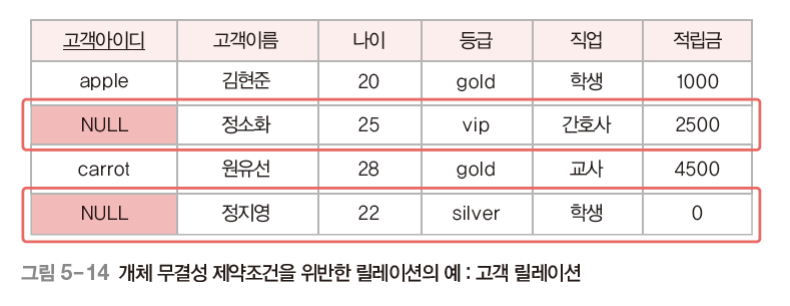 고객아이디 고객이름 나이 등급 직업 적립금
apple 김현준 20 gold 학생 1000
NULL 정소화 25 vip 간호사 2500
carrot 원유선 28 gold 교사 4500
NULL 정지영 22 silver 학생 0
그림 5-14 개체 무결성 제약조건을 위반한 릴레이션의 예 : 고객 릴레이션